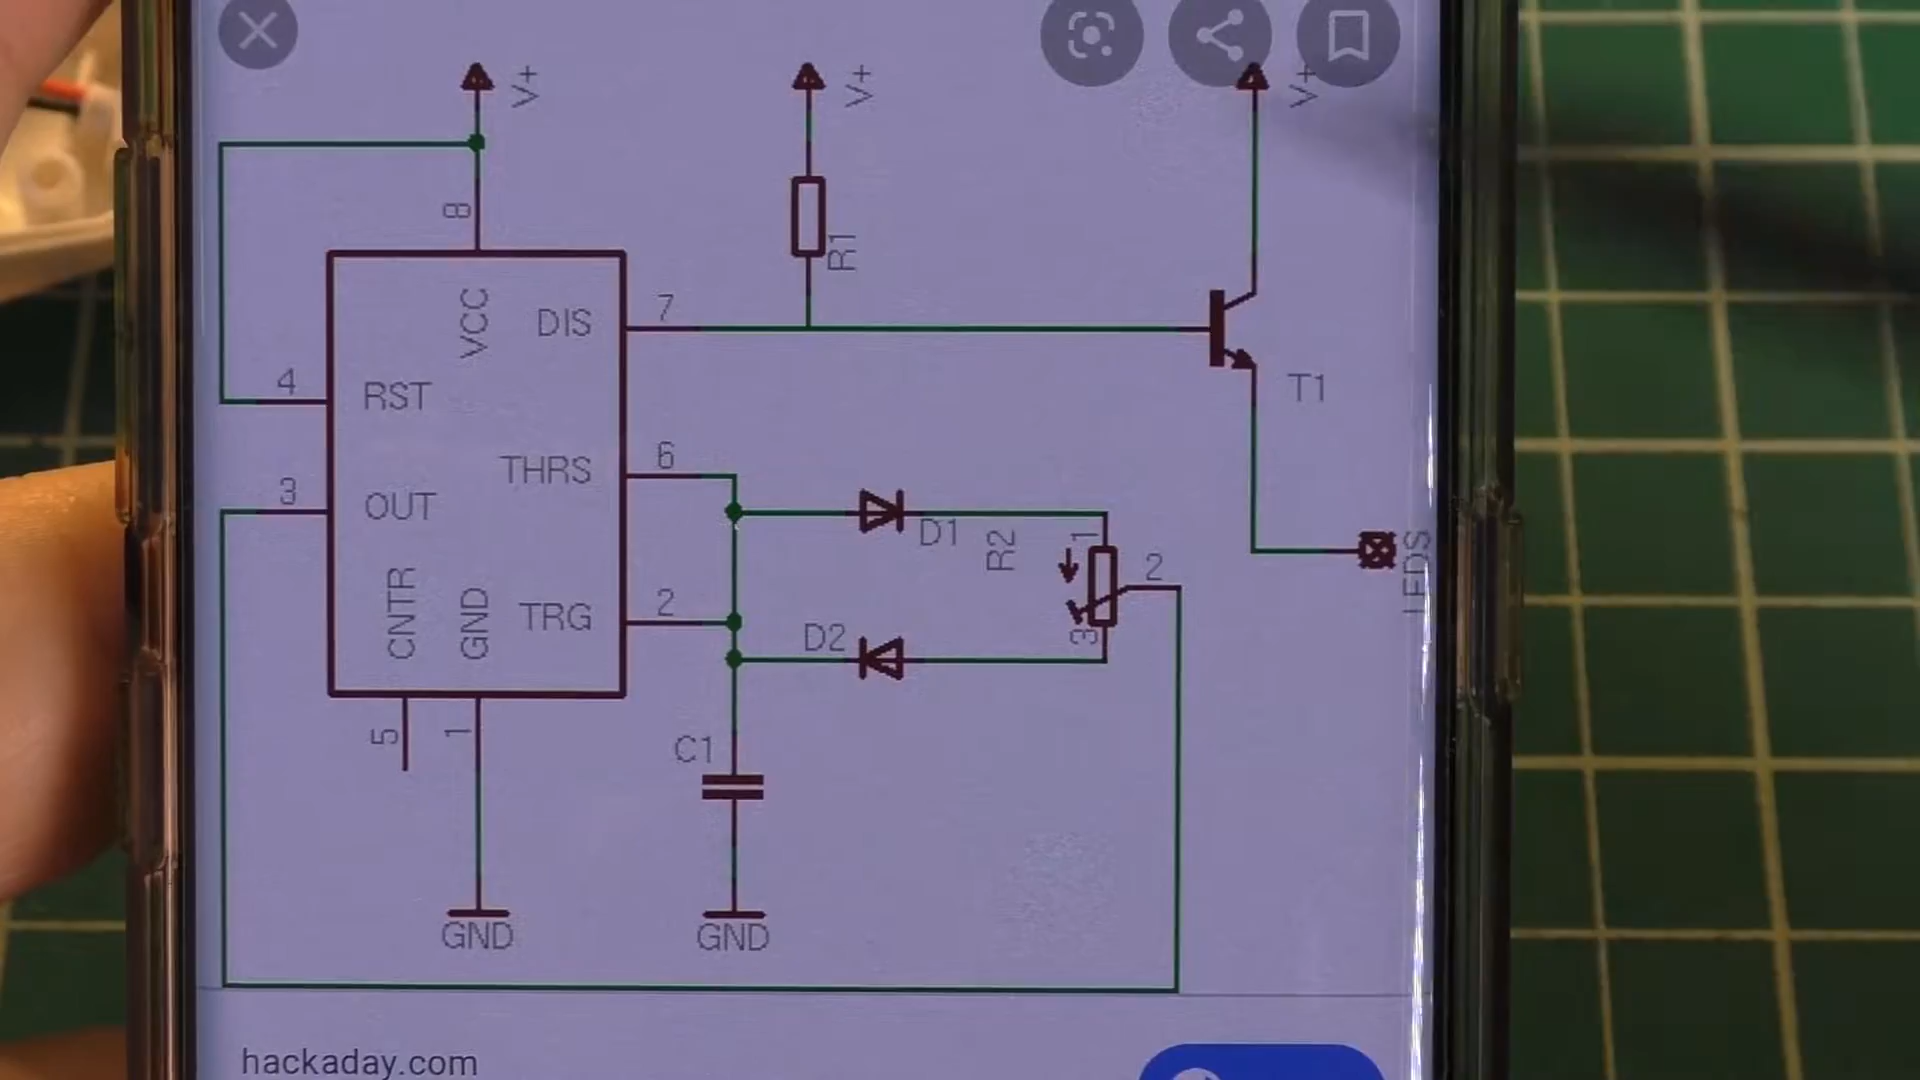 V+
V+
V+
8
R1
VCC
DIS
7
T1
4
RST
THRS
6
3
OUT
D1
R2
1
2
LEDS
CNTR
GND
TRG
2
D2
3
5
1
C1
GND
GND
hackaday.com